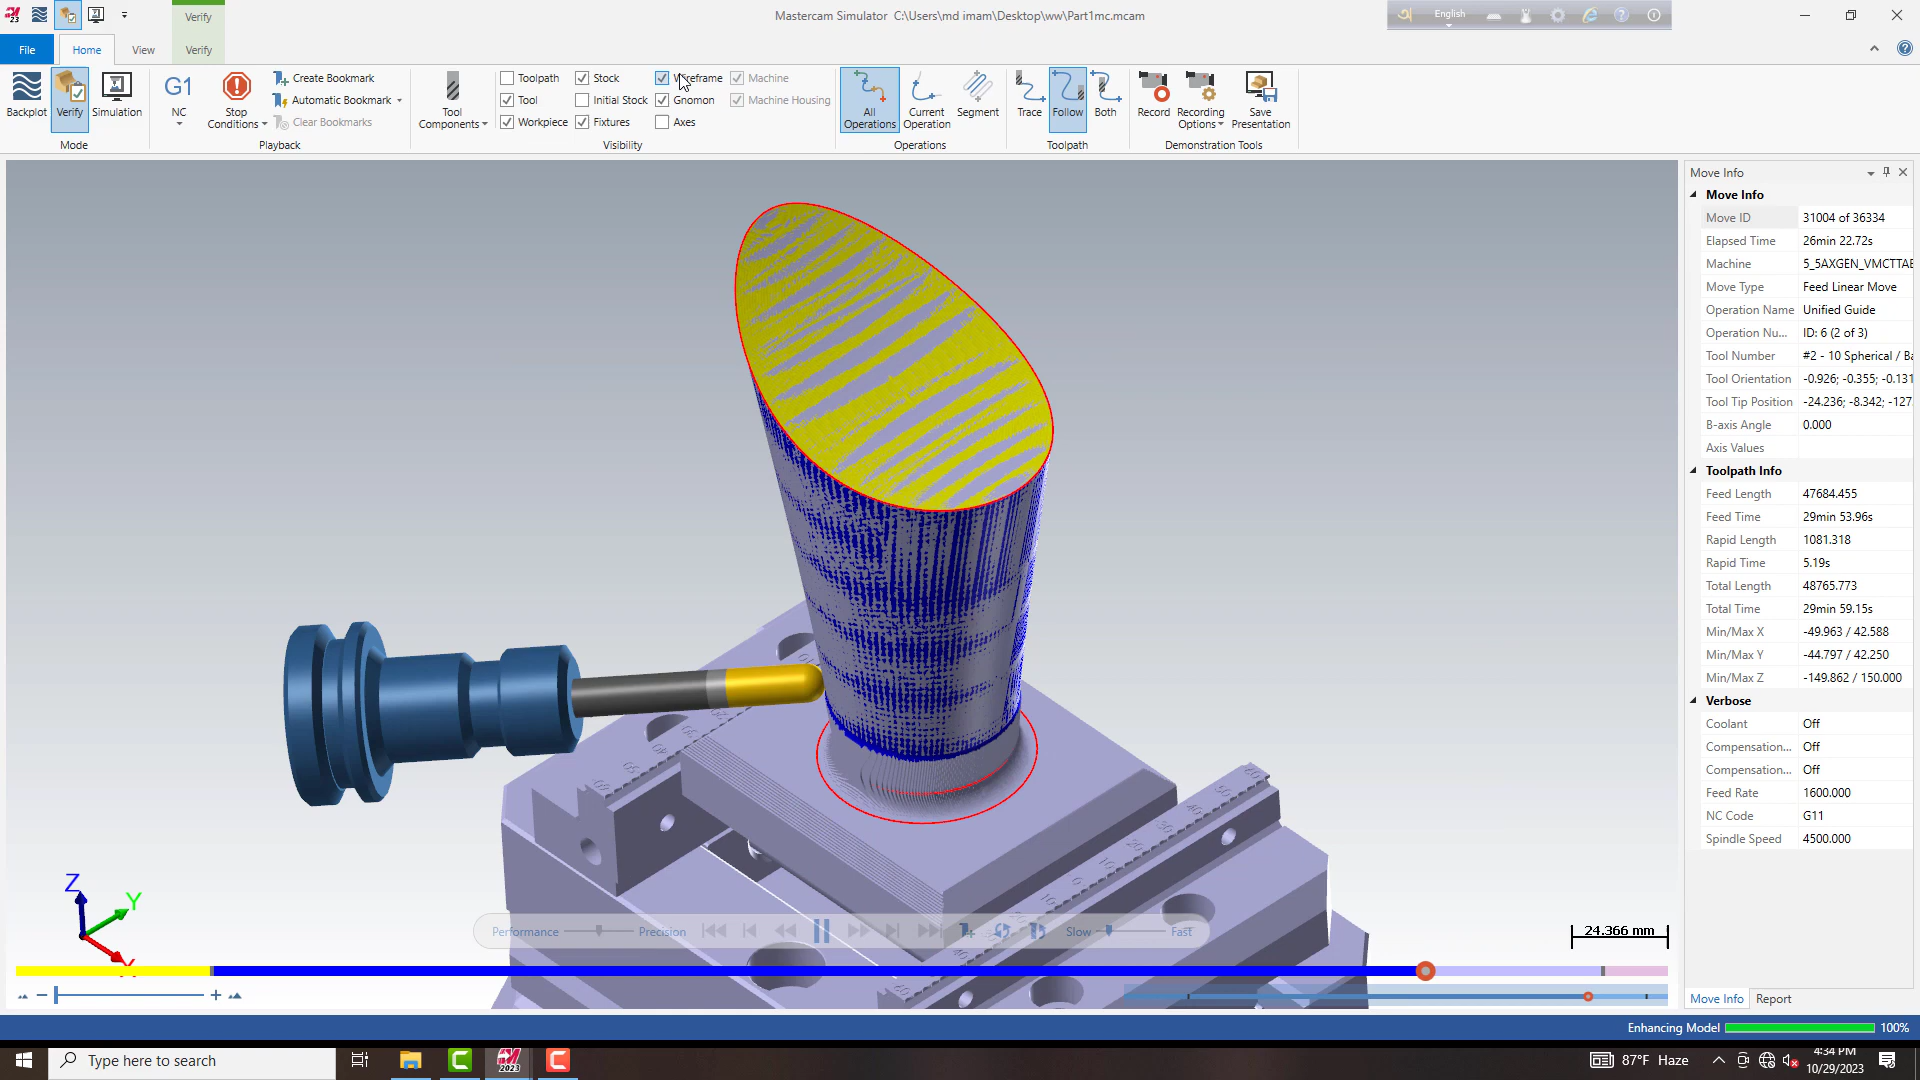 Verify
Mastercam Simulator C:\Users\md imam\Desktop\ww\Part1mc.mcam
English
File
Home
View
Verify
Backplot
Verify
Simulation
Mode
G1
NC
Stop Conditions
Create Bookmark
Automatic Bookmark
Clear Bookmarks
Playback
Tool Components
Toolpath
Stock
Wireframe
Machine
Tool
Initial Stock
Gnomon
Machine Housing
Workpiece
Fixtures
Axes
Visibility
All Operations
Current Operation
Segment
Operations
Trace
Follow
Both
Toolpath
Record
Recording Options
Save Presentation
Demonstration Tools
Move Info
Move Info
Move ID 31004 of 36334
Elapsed Time 26min 22.72s
Machine 5_5AXGEN_VMCTTAB
Move Type Feed Linear Move
Operation Name Unified Guide
Operation Nu... ID: 6 (2 of 3)
Tool Number #2 - 10 Spherical / Ba
Tool Orientation -0.926; -0.355; -0.131
Tool Tip Position -24.236; -8.342; -127.
B-axis Angle 0.000
Axis Values
Toolpath Info
Feed Length 47684.455
Feed Time 29min 53.96s
Rapid Length 1081.318
Rapid Time 5.19s
Total Length 48765.773
Total Time 29min 59.15s
Min/Max X -49.963 / 42.588
Min/Max Y -44.797 / 42.250
Min/Max Z -149.862 / 150.000
Verbose
Coolant Off
Compensation... Off
Compensation... Off
Feed Rate 1600.000
NC Code G11
Spindle Speed 4500.000
Z
Y
X
Performance
Precision
Slow
Fast
24.366 mm
Move Info
Report
Enhancing Model 100%
Type here to search
2023
87°F Haze
4:34 PM
10/29/2023